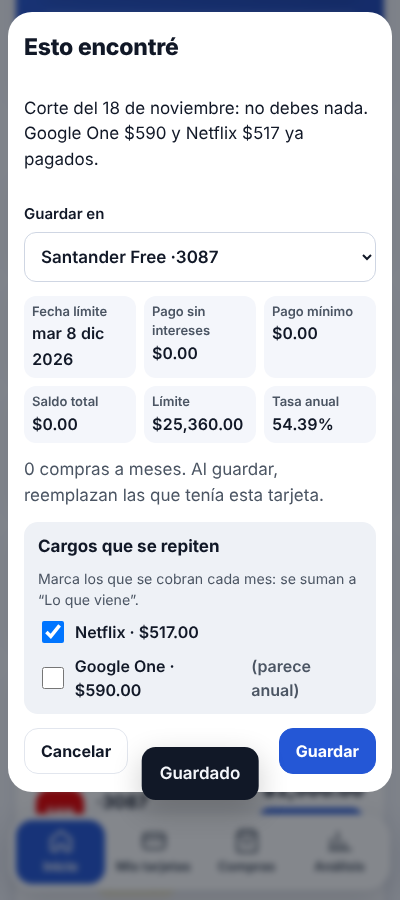 Esto encontré
Corte del 18 de noviembre: no debes nada.
Google One $590 y Netflix $517 ya
pagados.
Guardar en
Santander Free ·3087
Fecha límite
mar 8 dic
2026
Pago sin
intereses
$0.00
Pago mínimo
$0.00
Saldo total
$0.00
Límite
$25,360.00
Tasa anual
54.39%
0 compras a meses. Al guardar,
reemplazan las que tenía esta tarjeta.
Cargos que se repiten
Marca los que se cobran cada mes: se suman a
“Lo que viene”.
Netflix · $517.00
Google One ·
$590.00
(parece
anual)
Cancelar
Guardado
Guardar
·3087
Inicio
Mis tarjetas
Compras
Análisis